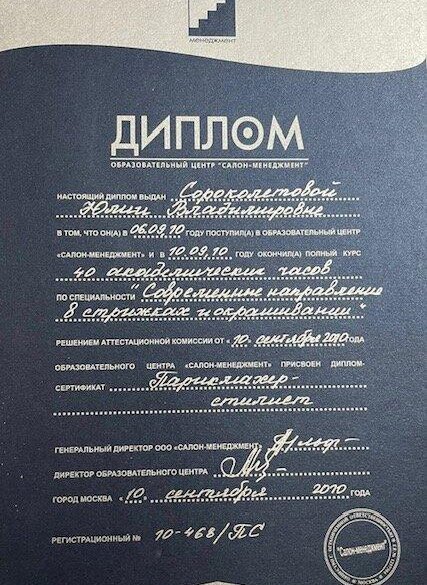 менеджмент
ДИПЛОМ
ОБРАЗОВАТЕЛЬНЫЙ ЦЕНТР "САЛОН-МЕНЕДЖМЕНТ"
НАСТОЯЩИЙ ДИПЛОМ ВЫДАН Сороколетовой
Юлии Владимировне
В ТОМ, ЧТО ОН(А) В 06.09.10 ГОДУ ПОСТУПИЛ(А) В ОБРАЗОВАТЕЛЬНЫЙ ЦЕНТР
«САЛОН-МЕНЕДЖМЕНТ» И В 10.09.10 ГОДУ ОКОНЧИЛ(А) ПОЛНЫЙ КУРС
40 академических часов
ПО СПЕЦИАЛЬНОСТИ "Современные направление
в стрижках и окрашивании"
РЕШЕНИЕМ АТТЕСТАЦИОННОЙ КОМИССИИ ОТ «10» сентября 2010 ГОДА
ОБРАЗОВАТЕЛЬНОГО ЦЕНТРА «САЛОН-МЕНЕДЖМЕНТ» ПРИСВОЕН ДИПЛОМ-
СЕРТИФИКАТ Парикмахер-
стилист
ГЕНЕРАЛЬНЫЙ ДИРЕКТОР ООО «САЛОН-МЕНЕДЖМЕНТ»
ДИРЕКТОР ОБРАЗОВАТЕЛЬНОГО ЦЕНТРА
ГОРОД МОСКВА «10» сентября 2010 ГОДА
РЕГИСТРАЦИОННЫЙ № 10-468/ПС
"Салон-менеджмент"